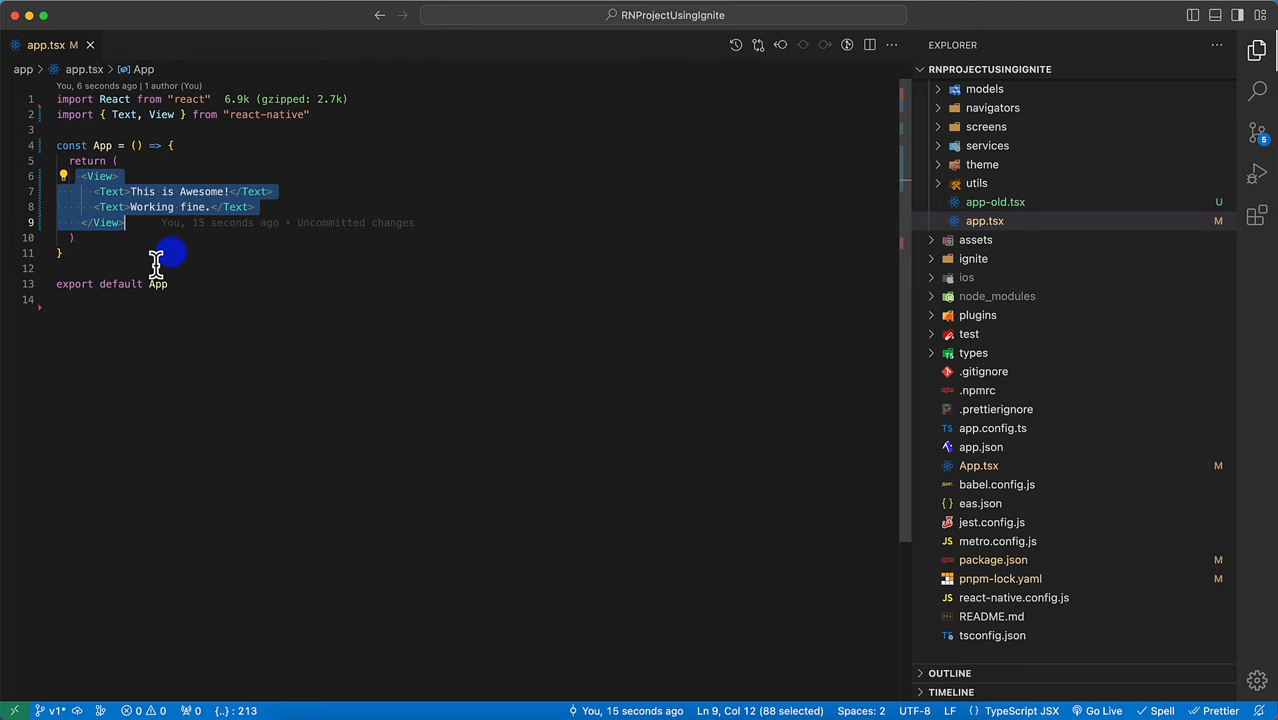 RNProjectUsingIgnite
app.tsx M
app > app.tsx > App
You, 6 seconds ago | 1 author (You)
1 import React from "react" 6.9k (gzipped: 2.7k)
2 import { Text, View } from "react-native"
3
4 const App = () => {
5 return (
6 <View>
7 <Text>This is Awesome!</Text>
8 <Text>Working fine.</Text>
9 </View> You, 15 seconds ago • Uncommitted changes
10 )
11 }
12
13 export default App
14
EXPLORER
RNPROJECTUSINGIGNITE
models
navigators
screens
services
theme
utils
app-old.tsx U
app.tsx M
assets
ignite
ios
node_modules
plugins
test
types
.gitignore
.npmrc
.prettierignore
TS app.config.ts
app.json
App.tsx M
babel.config.js
{ } eas.json
jest.config.js
JS metro.config.js
package.json M
pnpm-lock.yaml M
JS react-native.config.js
README.md
TS tsconfig.json
OUTLINE
TIMELINE
5
v1* 0 0 0 {..} : 213 You, 15 seconds ago Ln 9, Col 12 (88 selected) Spaces: 2 UTF-8 LF { } TypeScript JSX Go Live Spell Prettier